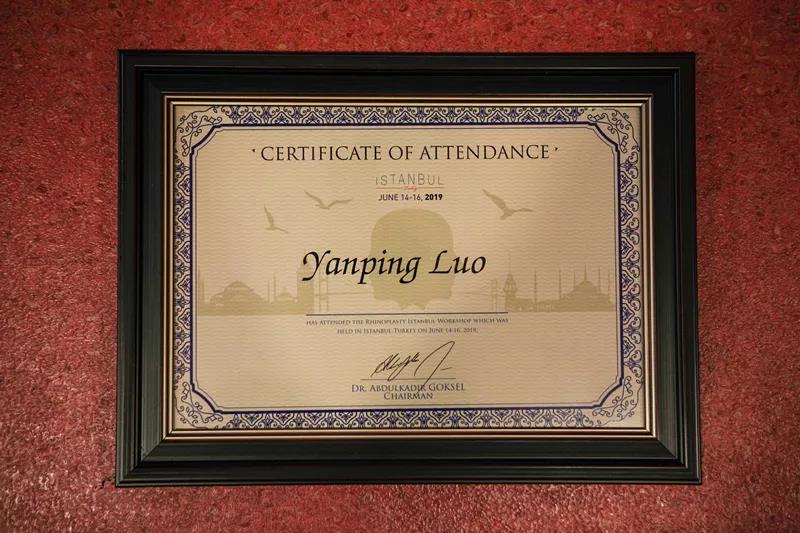 CERTIFICATE OF ATTENDANCE
ISTANBUL
Turkey
JUNE 14-16, 2019
Yanping Luo
HAS ATTENDED THE RHINOPLASTY ISTANBUL WORKSHOP WHICH WAS
HELD IN ISTANBUL TURKEY ON JUNE 14-16, 2019.
DR. ABDULKADIR GOKSEL
CHAIRMAN